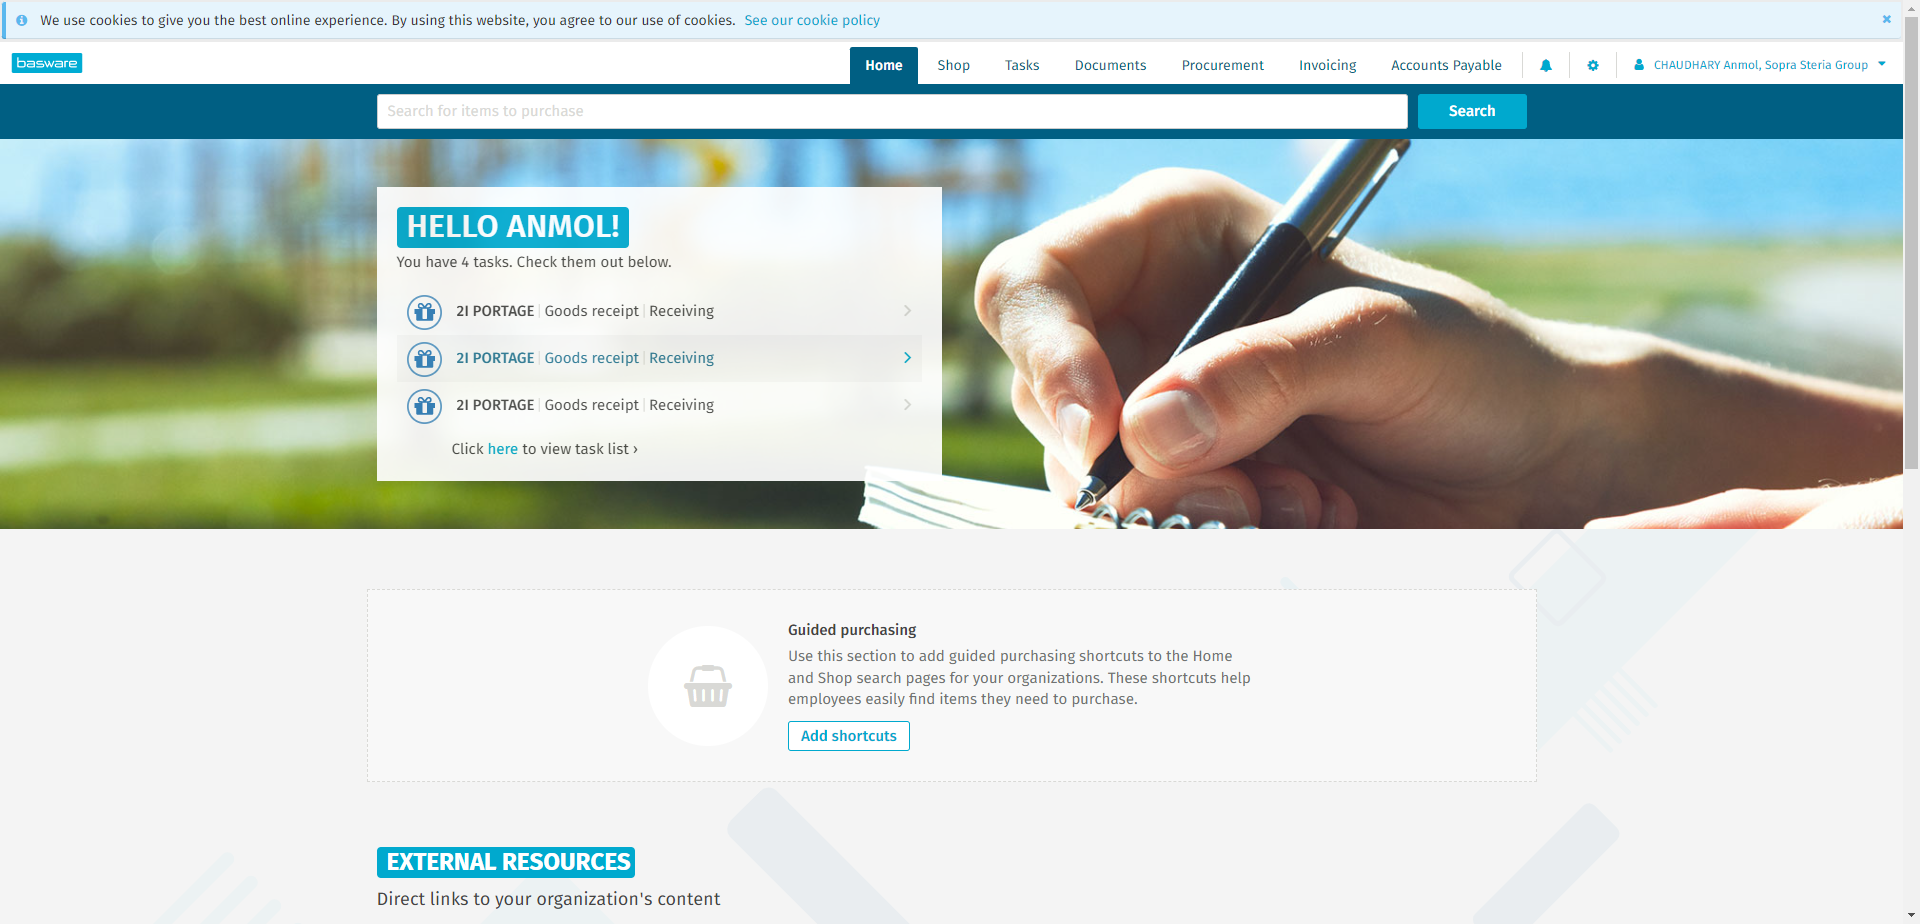 We use cookies to give you the best online experience. By using this website, you agree to our use of cookies. See our cookie policy
basware
Home Shop Tasks Documents Procurement Invoicing Accounts Payable CHAUDHARY Anmol, Sopra Steria Group
Search for items to purchase Search
HELLO ANMOL!
You have 4 tasks. Check them out below.
2I PORTAGE | Goods receipt | Receiving
2I PORTAGE | Goods receipt | Receiving
2I PORTAGE | Goods receipt | Receiving
Click here to view task list ›
Guided purchasing
Use this section to add guided purchasing shortcuts to the Home
and Shop search pages for your organizations. These shortcuts help
employees easily find items they need to purchase.
Add shortcuts
EXTERNAL RESOURCES
Direct links to your organization's content